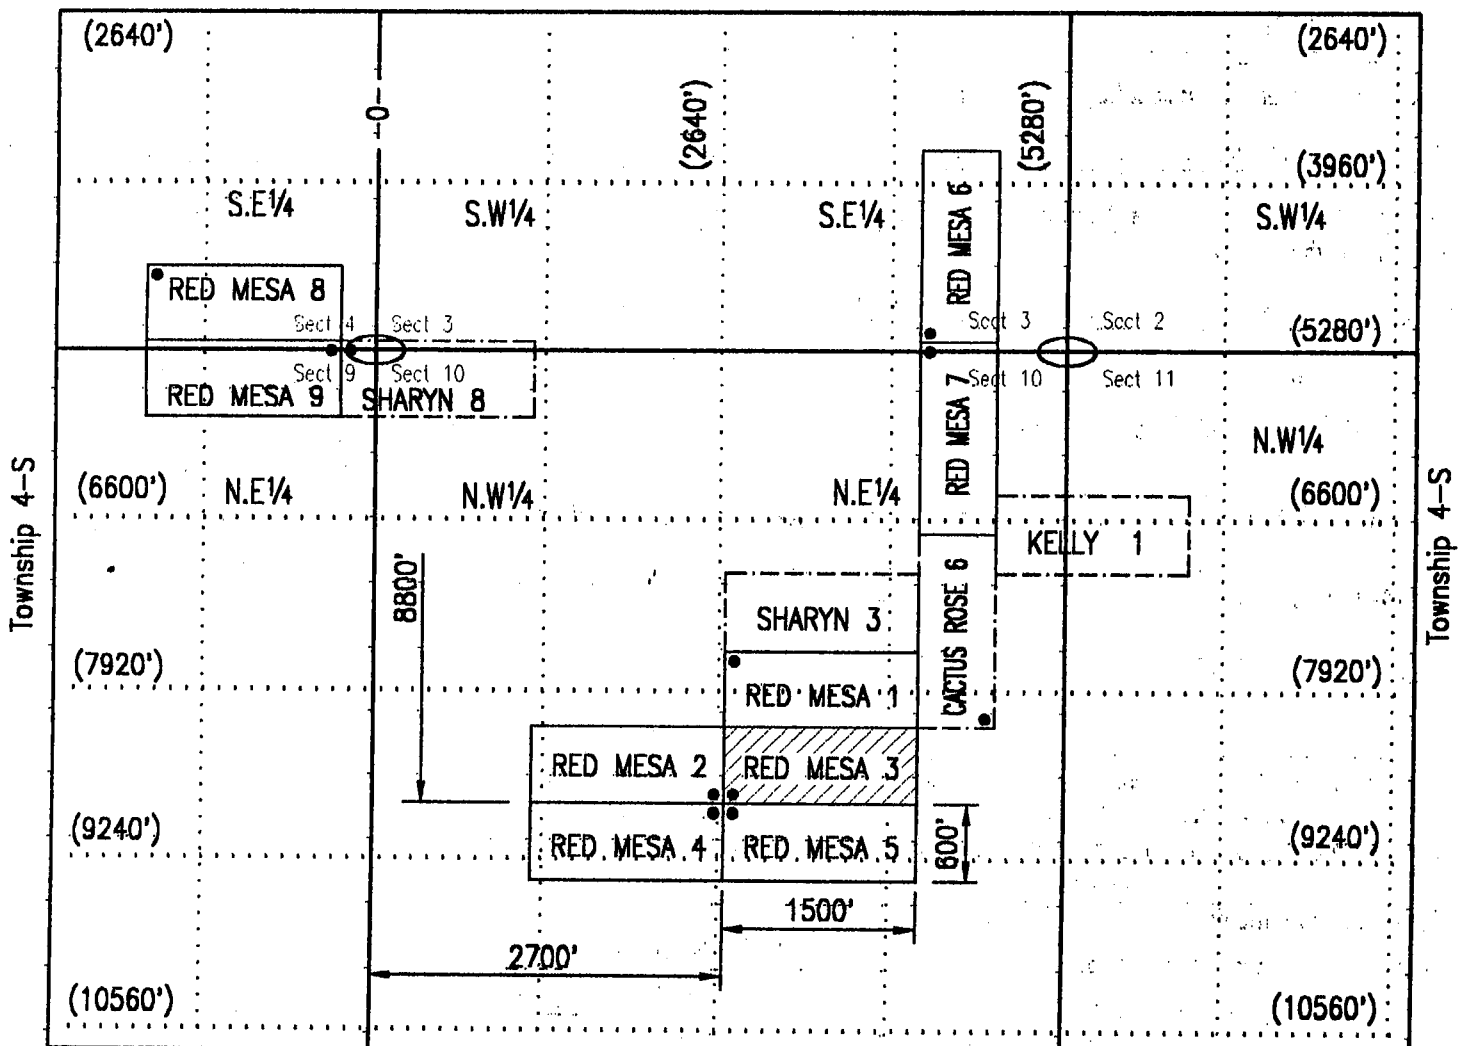 (2640')
(2640')
-0-
(2640')
(5280')
(3960')
S.E¼
S.W¼
S.E¼
S.W¼
RED MESA 6
RED MESA 8
Sect 4
Sect 3
Sect 3
Sect 2
(5280')
Sect 9
Sect 10
Sect 10
Sect 11
RED MESA 9
SHARYN 8
RED MESA 7
N.W¼
Township 4-S
Township 4-S
(6600')
N.E¼
N.W¼
N.E¼
(6600')
KELLY 1
8800'
SHARYN 3
CACTUS ROSE 6
(7920')
(7920')
RED MESA 1
RED MESA 2
RED MESA 3
(9240')
(9240')
RED MESA 4
RED MESA 5
600'
1500'
2700'
(10560')
(10560')